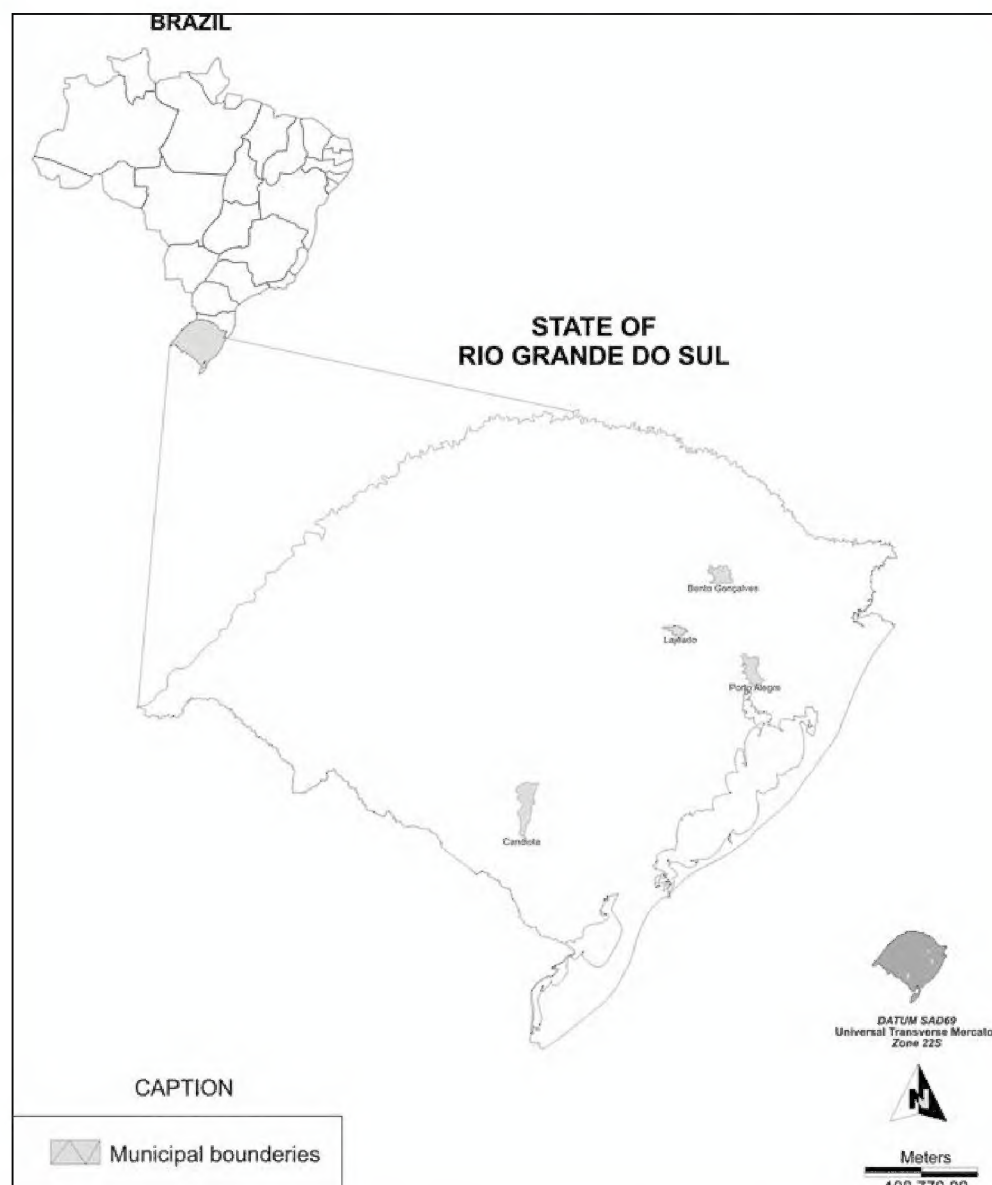 BRAZIL
STATE OF
RIO GRANDE DO SUL
Bento Gonçalves
Lajeado
Porto Alegre
Candiota
DATUM SAD69
Universal Transverse Mercato
Zone 22S
N
CAPTION
Municipal bounderies
Meters